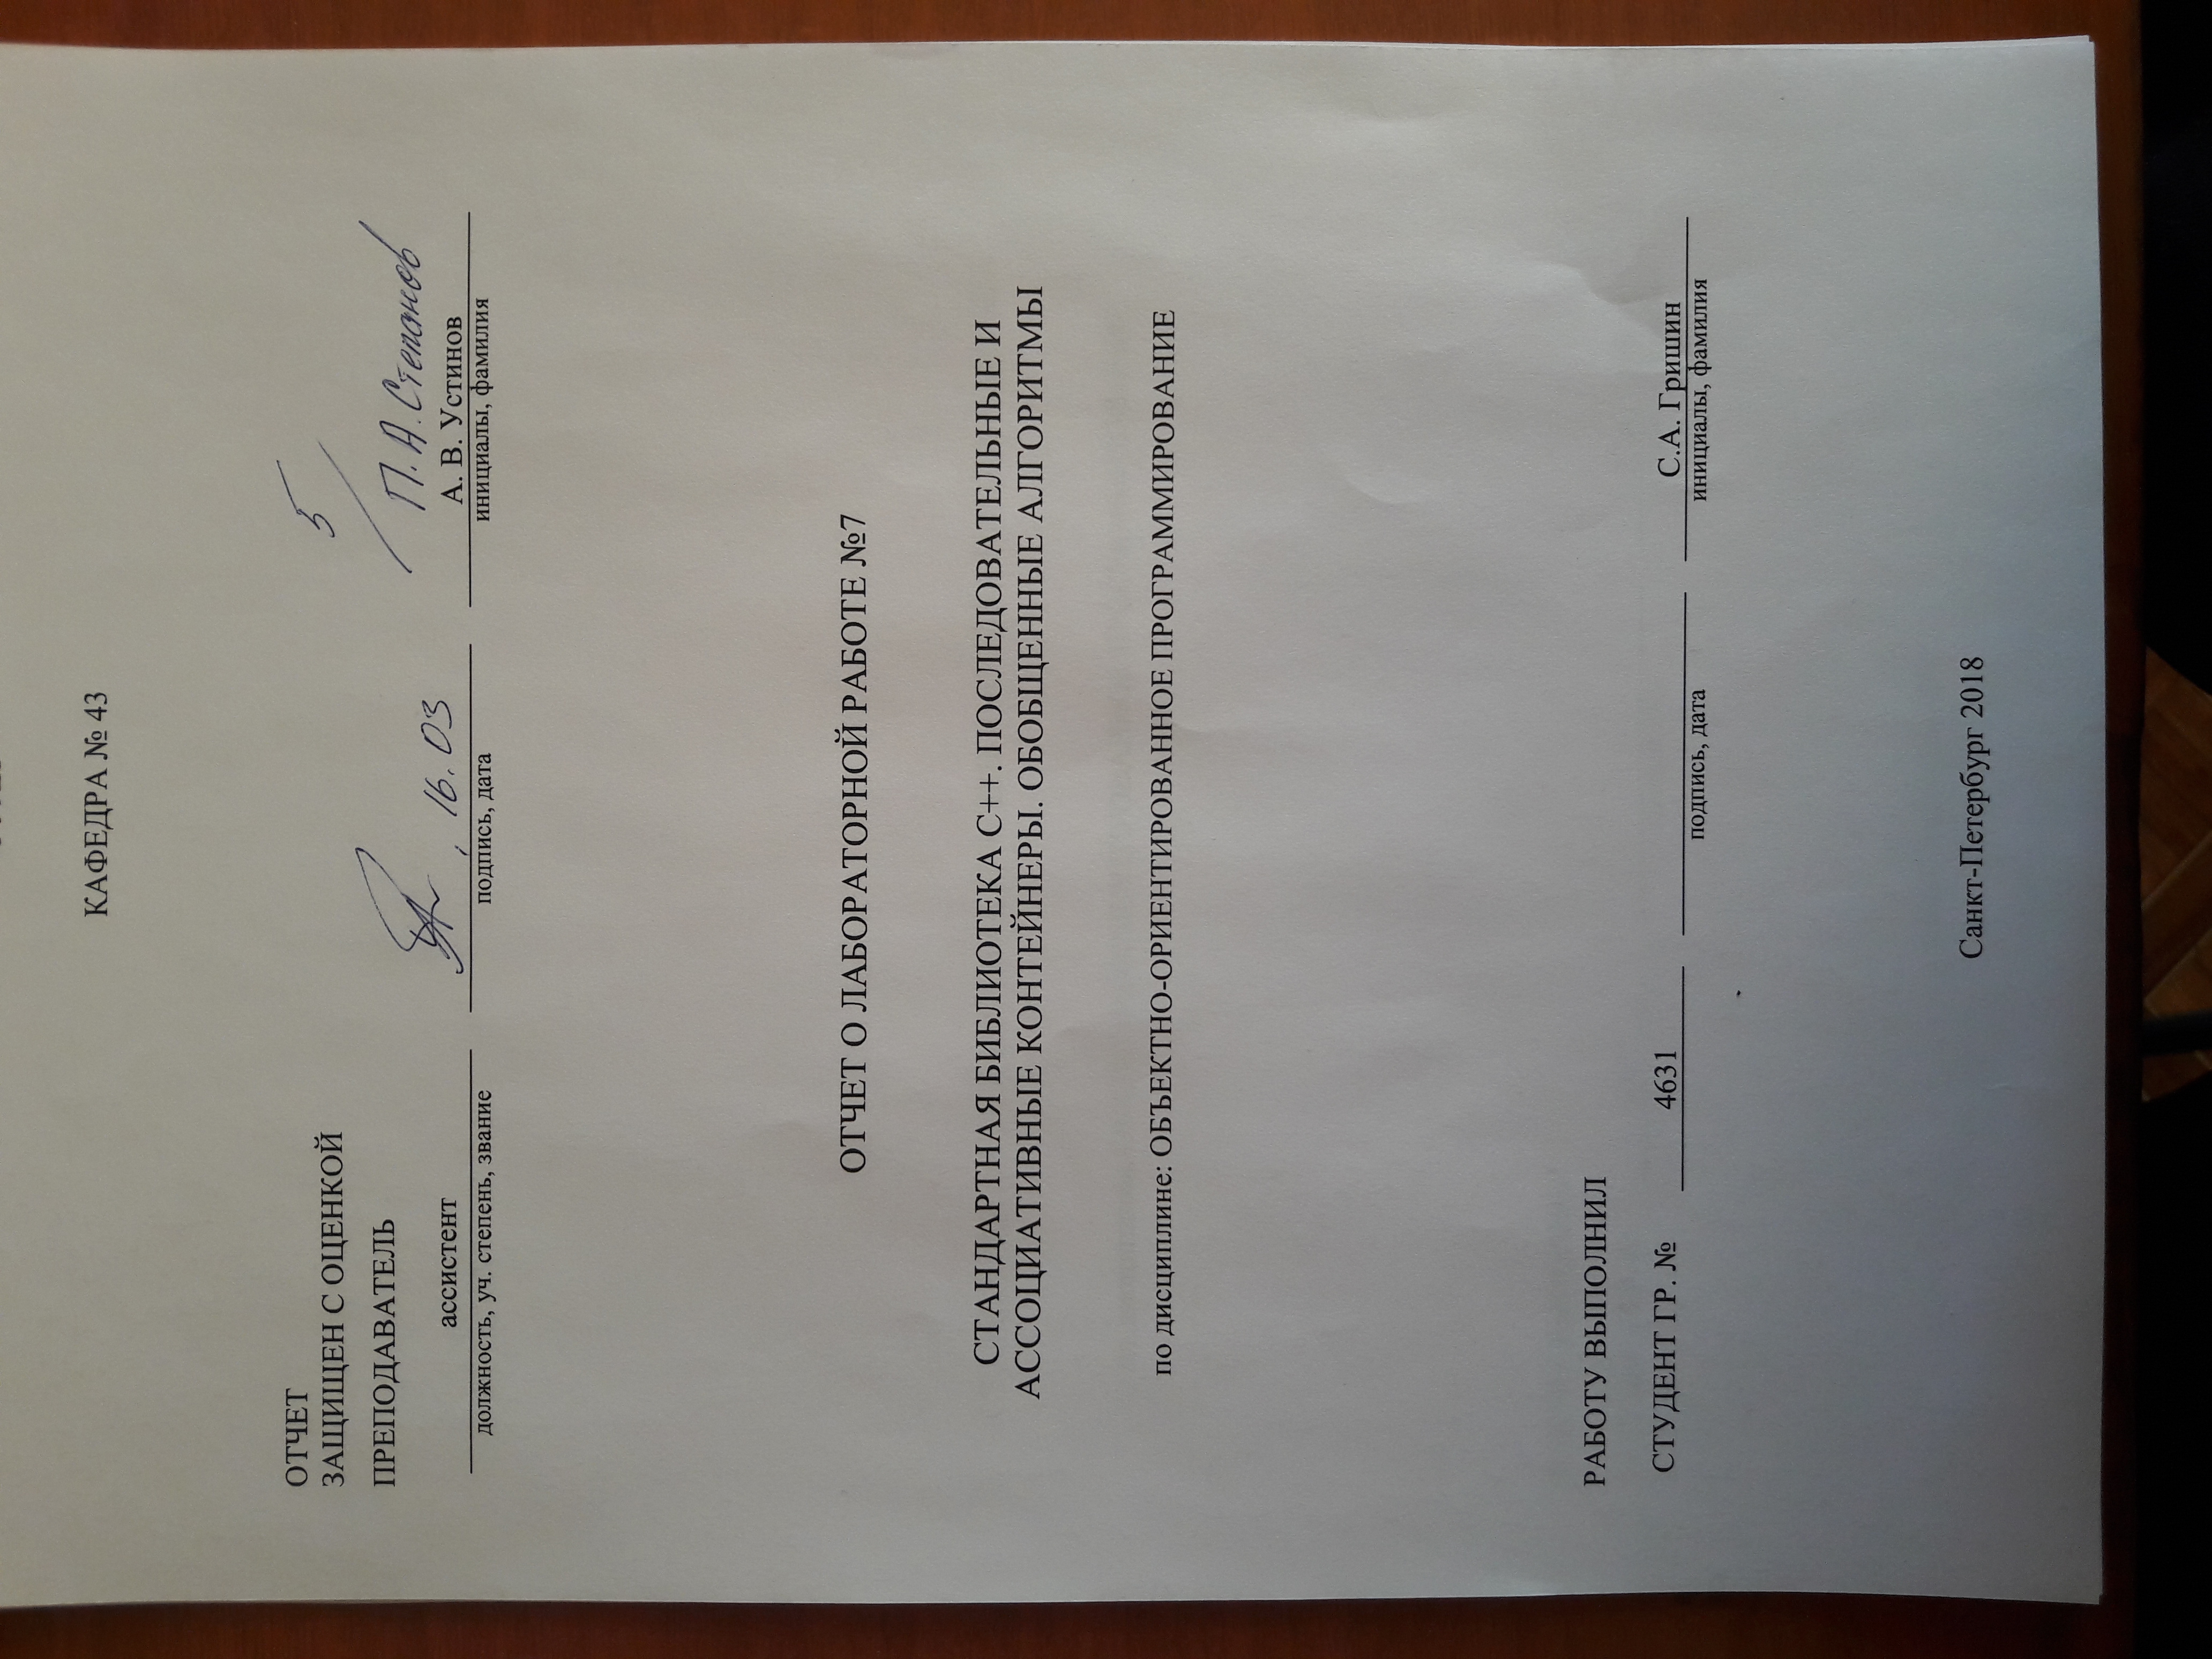 КАФЕДРА № 43
ОТЧЕТ
ЗАЩИЩЕН С ОЦЕНКОЙ
5
ПРЕПОДАВАТЕЛЬ
П. А. Степанов
ассистент , 16.03 А. В. Устинов
должность, уч. степень, звание подпись, дата инициалы, фамилия
ОТЧЕТ О ЛАБОРАТОРНОЙ РАБОТЕ №7
СТАНДАРТНАЯ БИБЛИОТЕКА С++. ПОСЛЕДОВАТЕЛЬНЫЕ И
АССОЦИАТИВНЫЕ КОНТЕЙНЕРЫ. ОБОБЩЕННЫЕ АЛГОРИТМЫ
по дисциплине: ОБЪЕКТНО-ОРИЕНТИРОВАННОЕ ПРОГРАММИРОВАНИЕ
РАБОТУ ВЫПОЛНИЛ
СТУДЕНТ ГР. № 4631 С.А. Гришин
подпись, дата инициалы, фамилия
Санкт-Петербург 2018